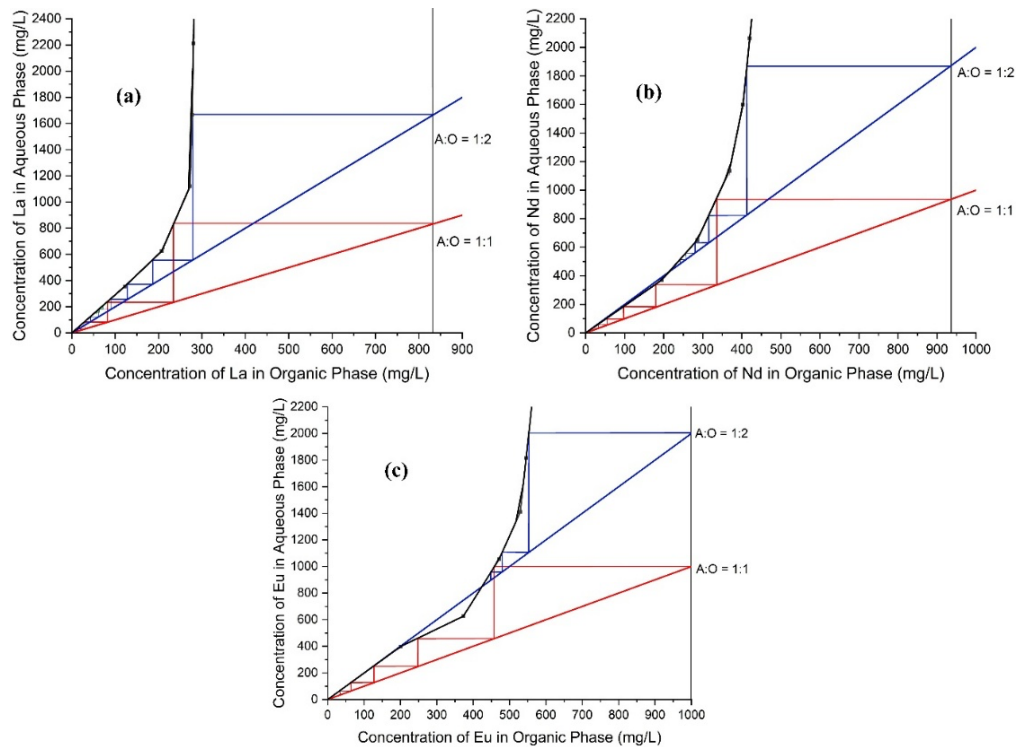 (a)
Concentration of La in Aqueous Phase (mg/L)
2400
2200
2000
1800
1600
1400
1200
1000
800
600
400
200
0
A:O = 1:2
A:O = 1:1
0 100 200 300 400 500 600 700 800 900
Concentration of La in Organic Phase (mg/L)
(b)
Concentration of Nd in Aqueous Phase (mg/L)
2200
2000
1800
1600
1400
1200
1000
800
600
400
200
0
A:O = 1:2
A:O = 1:1
0 100 200 300 400 500 600 700 800 900 1000
Concentration of Nd in Organic Phase (mg/L)
(c)
Concentration of Eu in Aqueous Phase (mg/L)
2200
2000
1800
1600
1400
1200
1000
800
600
400
200
0
A:O = 1:2
A:O = 1:1
0 100 200 300 400 500 600 700 800 900 1000
Concentration of Eu in Organic Phase (mg/L)